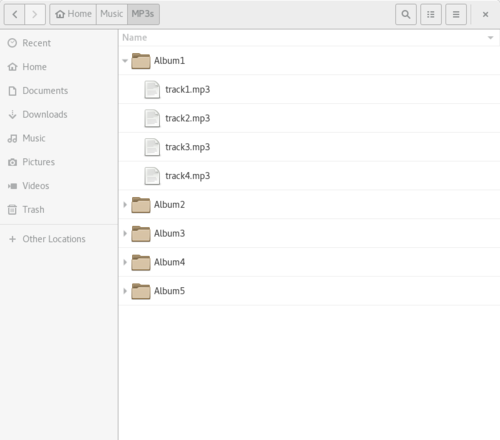 Home Music MP3s
Name
Recent
Home
Documents
Downloads
Music
Pictures
Videos
Trash
Other Locations
Album1
track1.mp3
track2.mp3
track3.mp3
track4.mp3
Album2
Album3
Album4
Album5